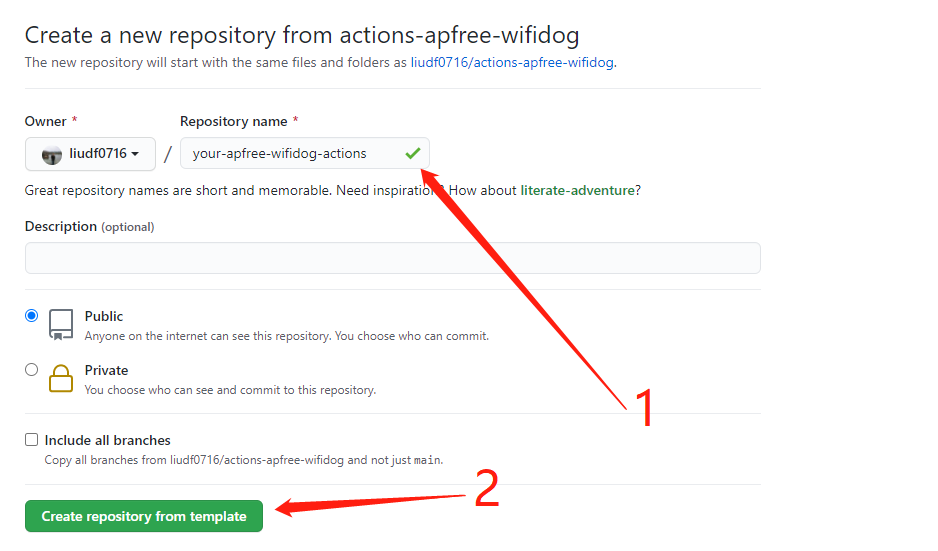 Create a new repository from actions-apfree-wifidog
The new repository will start with the same files and folders as liudf0716/actions-apfree-wifidog.
Owner * Repository name *
liudf0716 / your-apfree-wifidog-actions
Great repository names are short and memorable. Need inspiration? How about literate-adventure?
Description (optional)
Public
Anyone on the internet can see this repository. You choose who can commit.
Private
You choose who can see and commit to this repository.
1
Include all branches
Copy all branches from liudf0716/actions-apfree-wifidog and not just main.
2
Create repository from template